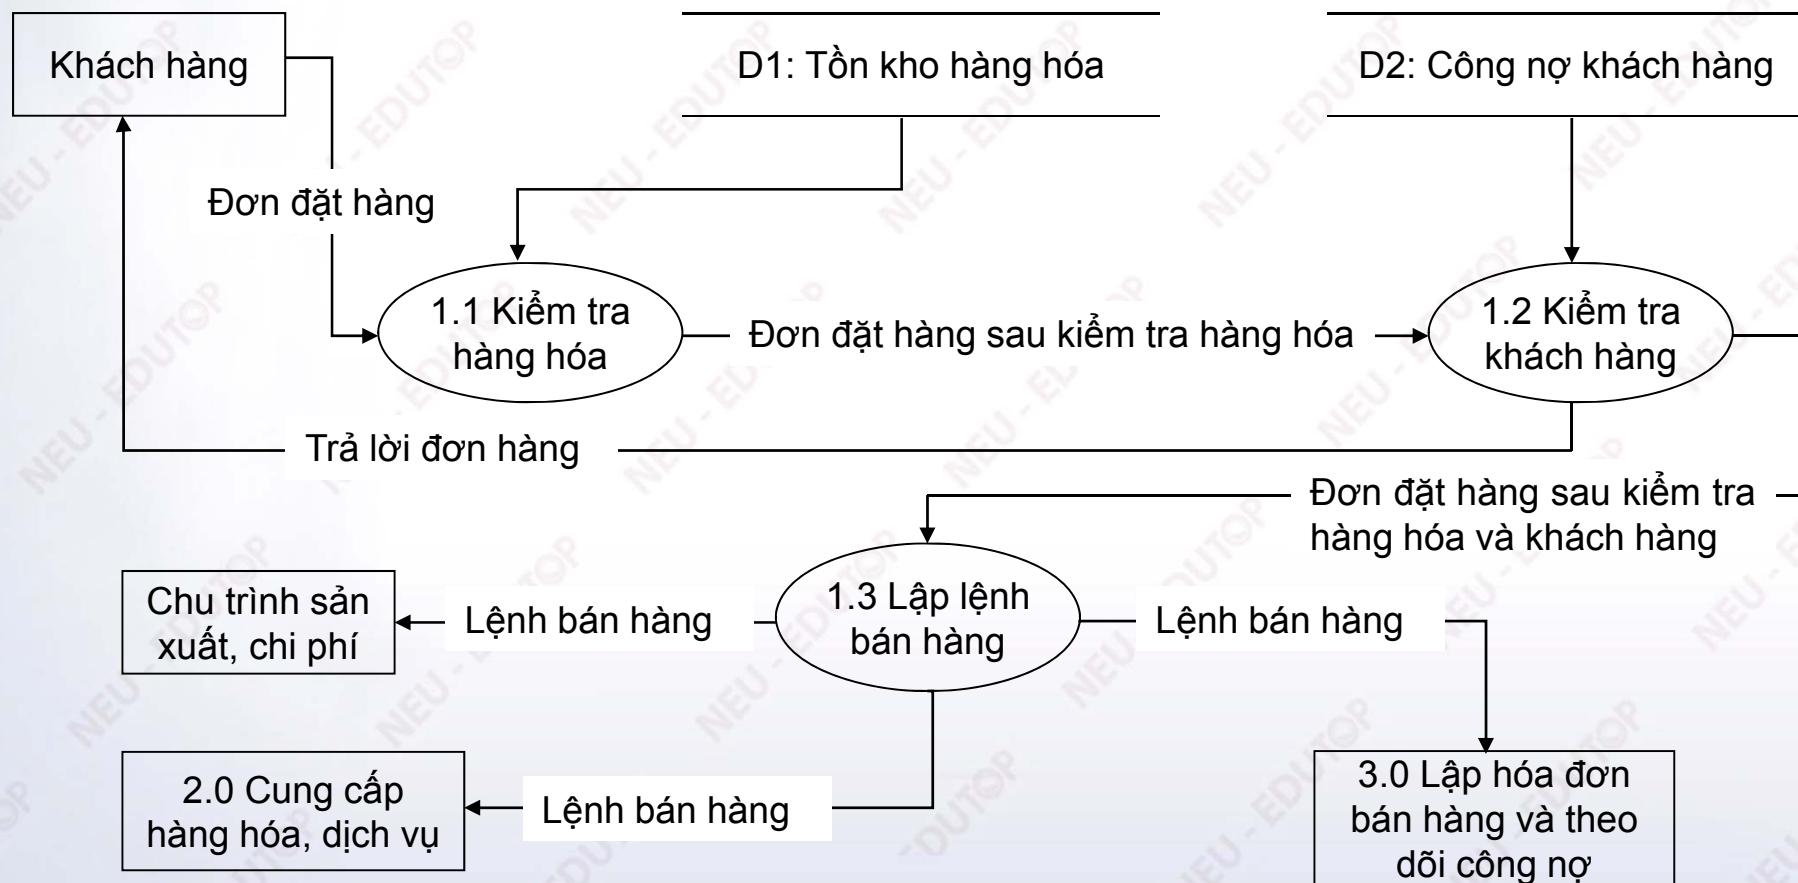 Khách hàng
D1: Tồn kho hàng hóa
D2: Công nợ khách hàng
Đơn đặt hàng
1.1 Kiểm tra
hàng hóa
Đơn đặt hàng sau kiểm tra hàng hóa
1.2 Kiểm tra
khách hàng
Trả lời đơn hàng
Đơn đặt hàng sau kiểm tra
hàng hóa và khách hàng
Chu trình sản
xuất, chi phí
Lệnh bán hàng
1.3 Lập lệnh
bán hàng
Lệnh bán hàng
2.0 Cung cấp
hàng hóa, dịch vụ
Lệnh bán hàng
3.0 Lập hóa đơn
bán hàng và theo
dõi công nợ
NEU - EDUTOP